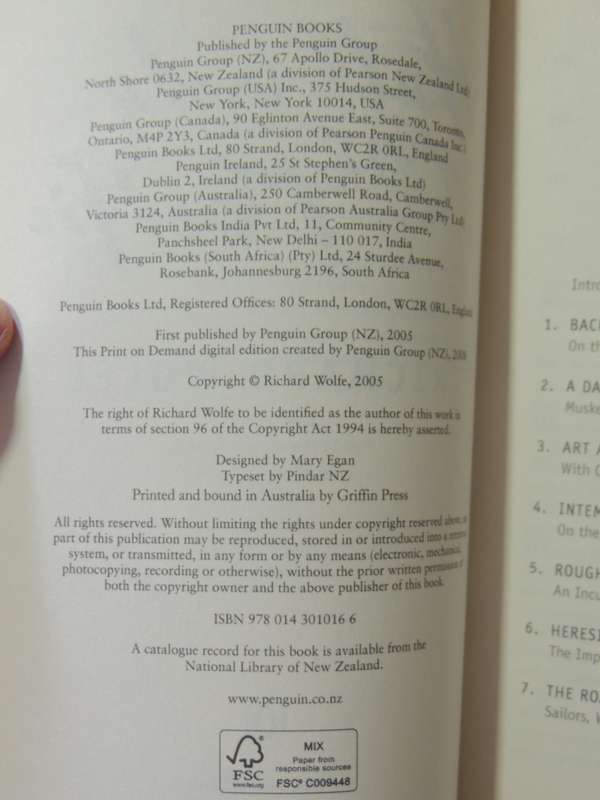 PENGUIN BOOKS
Published by the Penguin Group
Penguin Group (NZ), 67 Apollo Drive, Rosedale,
North Shore 0632, New Zealand (a division of Pearson New Zealand Ltd)
Penguin Group (USA) Inc., 375 Hudson Street,
New York, New York 10014, USA
Penguin Group (Canada), 90 Eglinton Avenue East, Suite 700, Toronto,
Ontario, M4P 2Y3, Canada (a division of Pearson Penguin Canada Inc.)
Penguin Books Ltd, 80 Strand, London, WC2R 0RL, England
Penguin Ireland, 25 St Stephen's Green,
Dublin 2, Ireland (a division of Penguin Books Ltd)
Penguin Group (Australia), 250 Camberwell Road, Camberwell,
Victoria 3124, Australia (a division of Pearson Australia Group Pty Ltd)
Penguin Books India Pvt Ltd, 11, Community Centre,
Panchsheel Park, New Delhi – 110 017, India
Penguin Books (South Africa) (Pty) Ltd, 24 Sturdee Avenue,
Rosebank, Johannesburg 2196, South Africa
Penguin Books Ltd, Registered Offices: 80 Strand, London, WC2R 0RL, England
First published by Penguin Group (NZ), 2005
This Print on Demand digital edition created by Penguin Group (NZ),
Copyright © Richard Wolfe, 2005
The right of Richard Wolfe to be identified as the author of this work in
terms of section 96 of the Copyright Act 1994 is hereby asserted.
Designed by Mary Egan
Typeset by Pindar NZ
Printed and bound in Australia by Griffin Press
All rights reserved. Without limiting the rights under copyright reserved above, no
part of this publication may be reproduced, stored in or introduced into a retrieval
system, or transmitted, in any form or by any means (electronic, mechanical,
photocopying, recording or otherwise), without the prior written permission of
both the copyright owner and the above publisher of this book.
ISBN 978 014 301016 6
A catalogue record for this book is available from the
National Library of New Zealand.
www.penguin.co.nz
FSC
www.fsc.org
MIX
Paper from
responsible sources
FSC® C009448
Intro
1. BAC
On th
2. A DA
Muske
3. ART A
With
4. INTEM
On the
5. ROUGH
An Incu
6. HERESI
The Imp
7. THE RO
Sailors, W